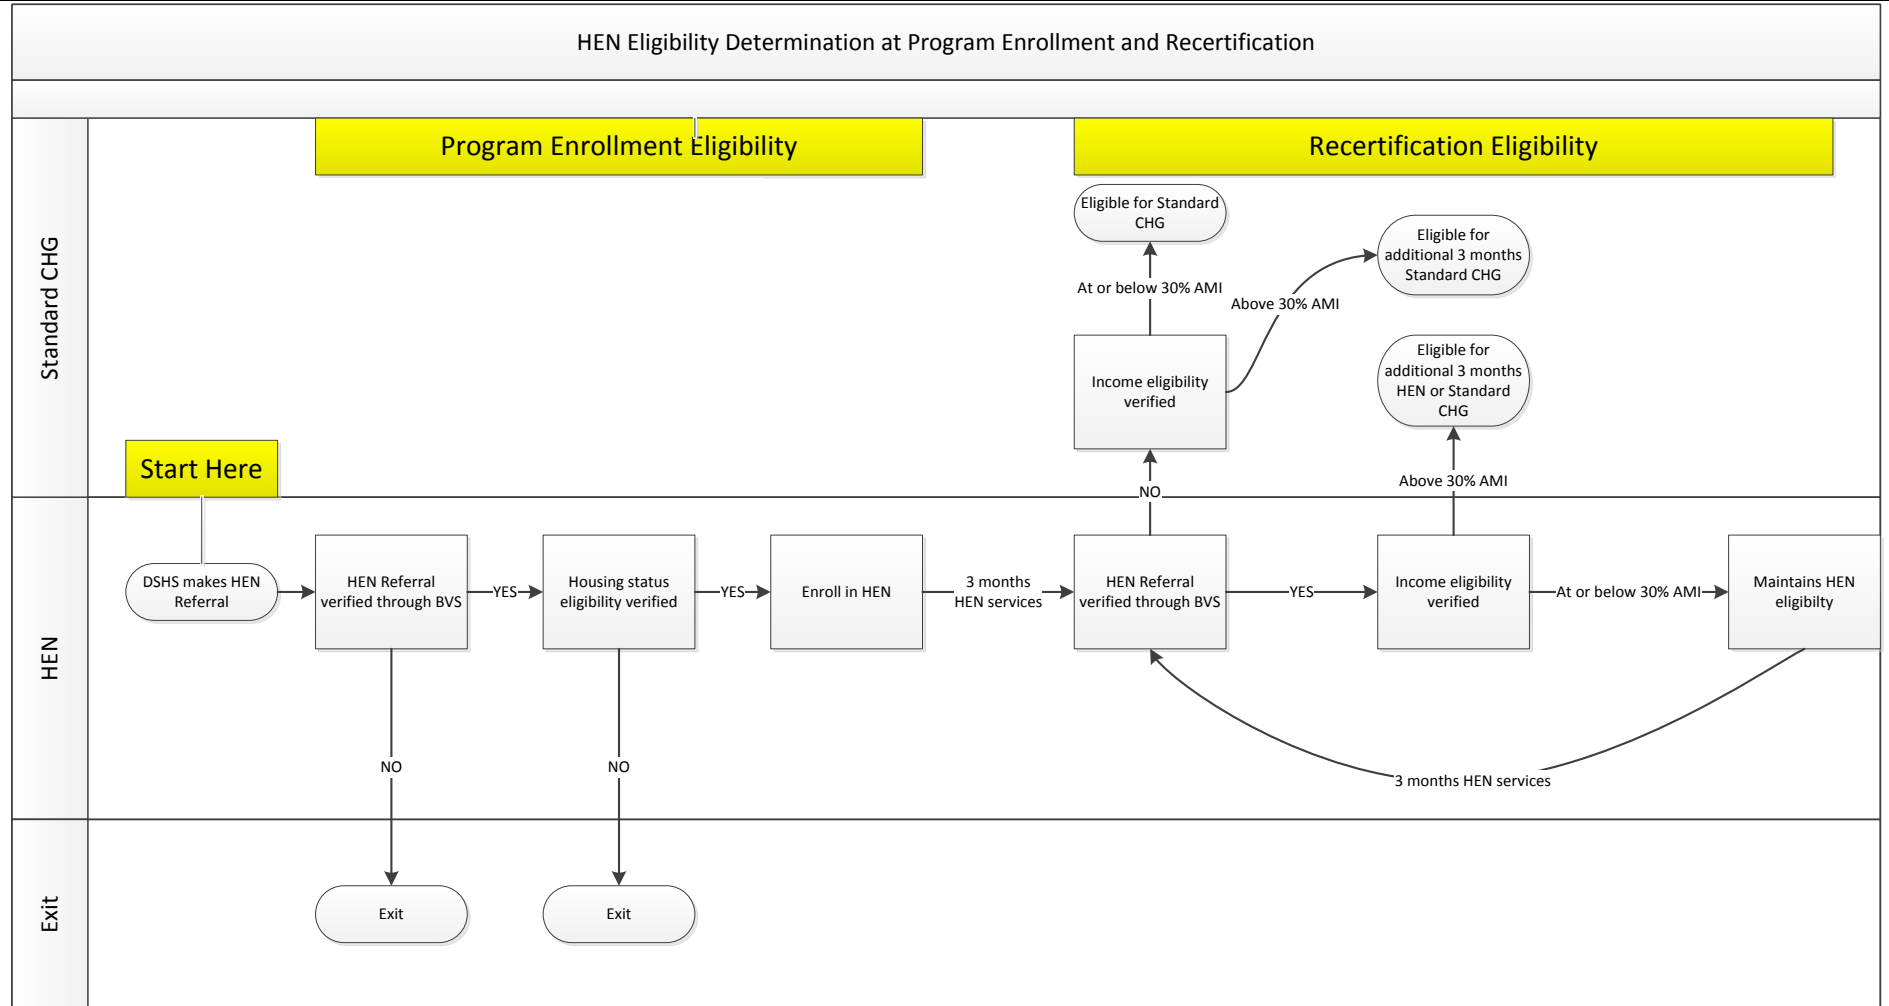 HEN Eligibility Determination at Program Enrollment and Recertification
Program Enrollment Eligibility
Recertification Eligibility
Standard CHG
Eligible for Standard
CHG
Eligible for
additional 3 months
Standard CHG
At or below 30% AMI
Above 30% AMI
Income eligibility
verified
Eligible for
additional 3 months
HEN or Standard
CHG
Start Here
Above 30% AMI
NO
HEN
DSHS makes HEN
Referral
HEN Referral
verified through BVS
YES
Housing status
eligibility verified
YES
Enroll in HEN
3 months
HEN services
HEN Referral
verified through BVS
YES
Income eligibility
verified
At or below 30% AMI
Maintains HEN
eligibilty
NO
NO
3 months HEN services
Exit
Exit
Exit